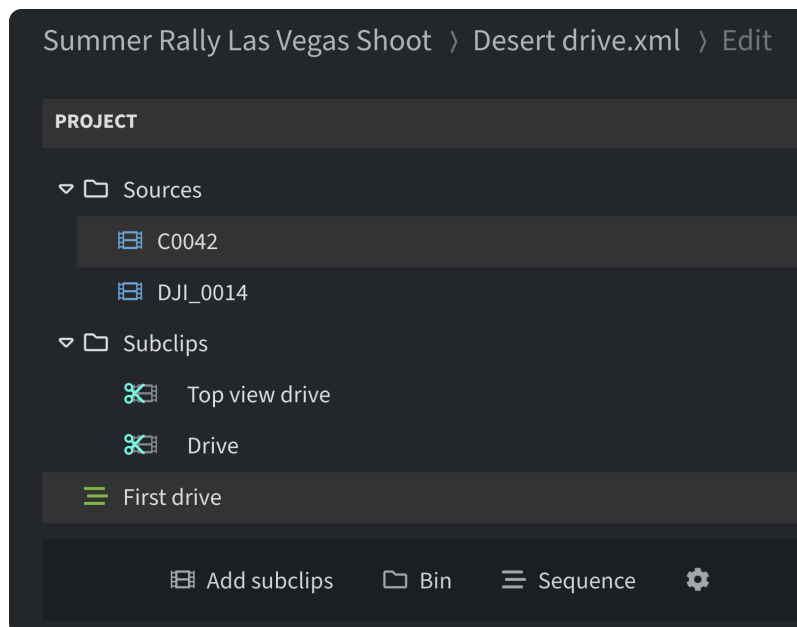 Summer Rally Las Vegas Shoot 〉 Desert drive.xml 〉 Edit
PROJECT
Sources
C0042
DJI_0014
Subclips
Top view drive
Drive
First drive
Add subclips Bin Sequence